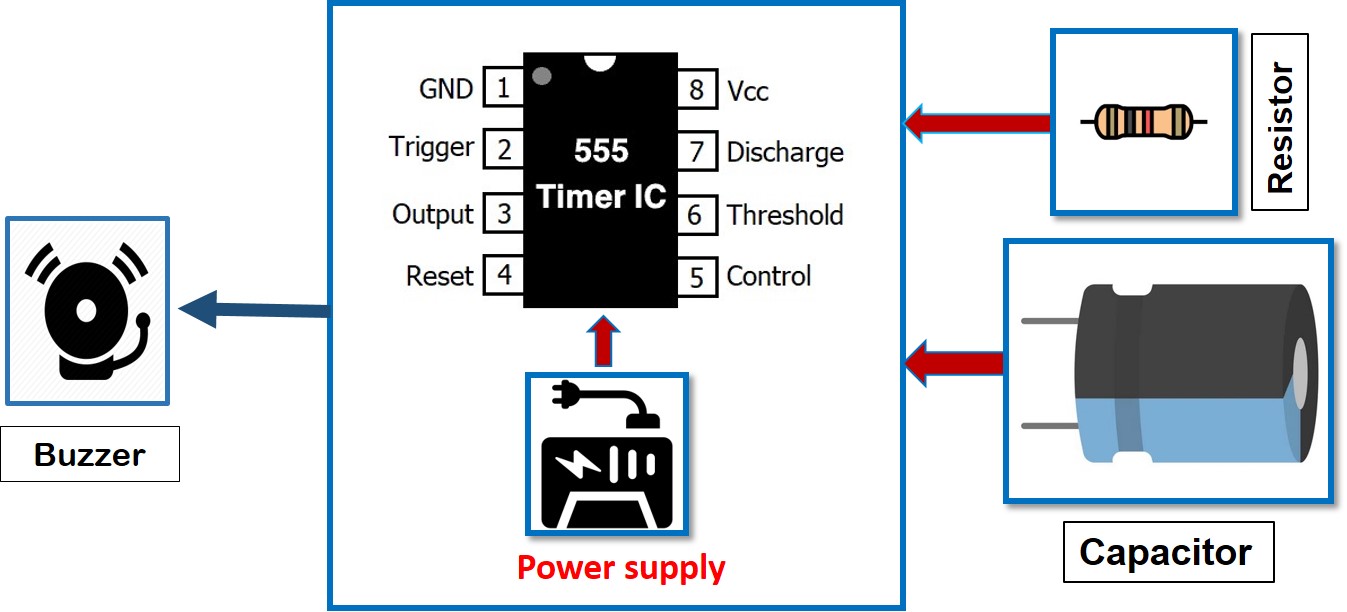 GND 1
Trigger 2
Output 3
Reset 4
555
Timer IC
8 Vcc
7 Discharge
6 Threshold
5 Control
Resistor
Buzzer
Power supply
Capacitor